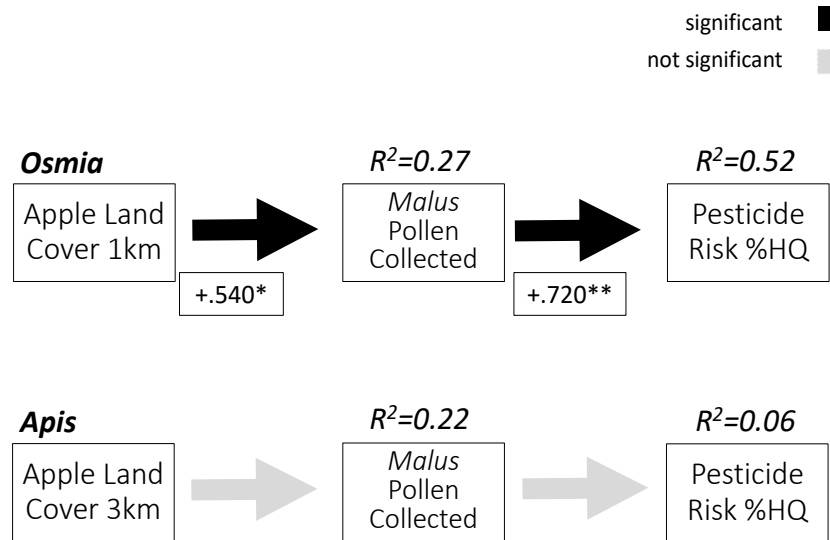 significant
not significant
Osmia
R²=0.27
R²=0.52
Apple Land
Cover 1km
Malus
Pollen
Collected
Pesticide
Risk %HQ
+.540*
+.720**
Apis
R²=0.22
R²=0.06
Apple Land
Cover 3km
Malus
Pollen
Collected
Pesticide
Risk %HQ